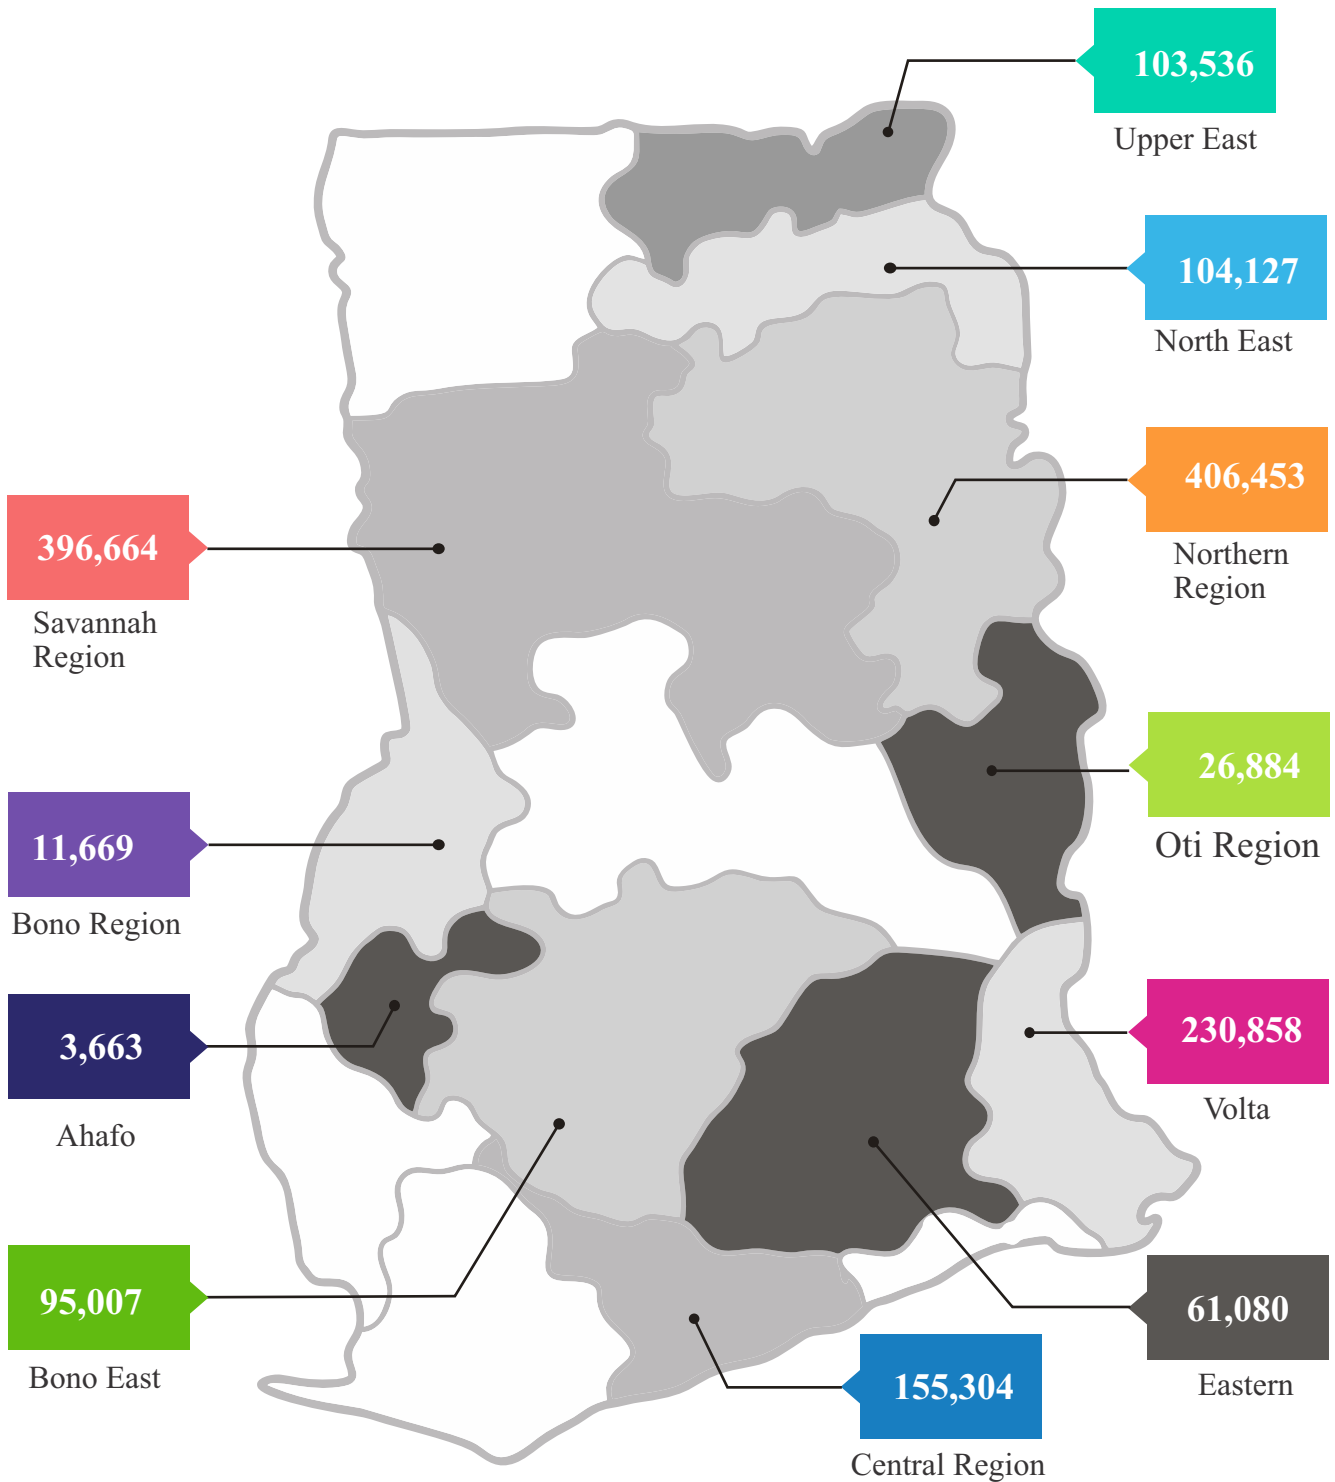 103,536
Upper East
104,127
North East
406,453
Northern
Region
396,664
Savannah
Region
26,884
Oti Region
11,669
Bono Region
230,858
Volta
3,663
Ahafo
95,007
Bono East
61,080
Eastern
155,304
Central Region